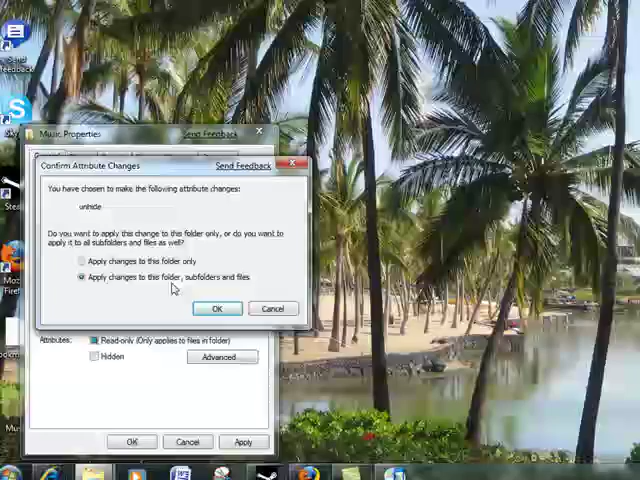 Send
feedback
Music Properties
Send Feedback
Confirm Attribute Changes
Send Feedback
You have chosen to make the following attribute changes:
unhide
Do you want to apply this change to this folder only, or do you want to
apply it to all subfolders and files as well?
Apply changes to this folder only
Apply changes to this folder, subfolders and files
OK
Cancel
Attributes:
Read-only (Only applies to files in folder)
Hidden
Advanced
OK
Cancel
Apply